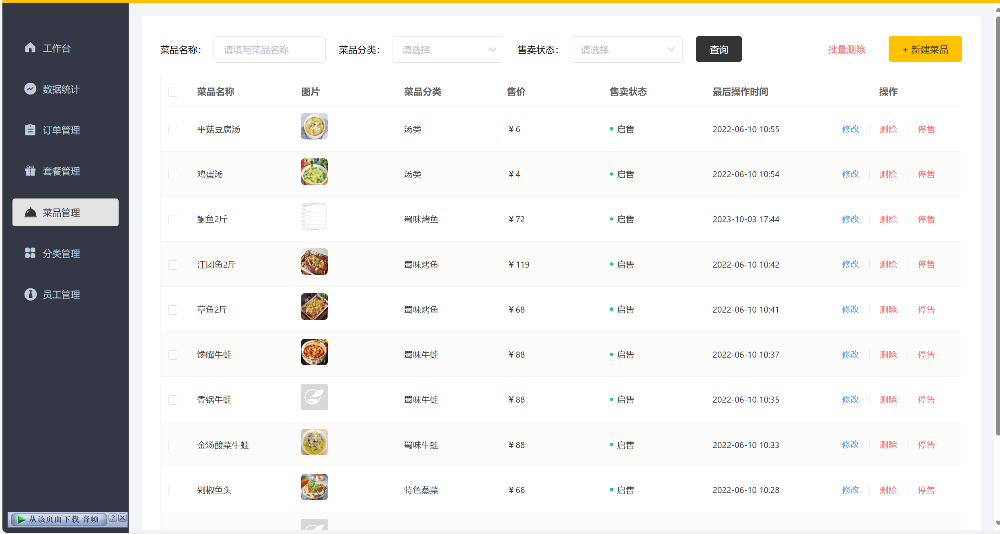 工作台
数据统计
订单管理
套餐管理
菜品管理
分类管理
员工管理
从该页面下载 音频 ? X
菜品名称： 请填写菜品名称 菜品分类： 请选择 售卖状态： 请选择 查询 批量删除 + 新建菜品
菜品名称 图片 菜品分类 售价 售卖状态 最后操作时间 操作
平菇豆腐汤 汤类 ¥ 6 启售 2022-06-10 10:55 修改 删除 停售
鸡蛋汤 汤类 ¥ 4 启售 2022-06-10 10:54 修改 删除 停售
鮰鱼2斤 蜀味烤鱼 ¥ 72 启售 2023-10-03 17:44 修改 删除 停售
江团鱼2斤 蜀味烤鱼 ¥ 119 启售 2022-06-10 10:42 修改 删除 停售
草鱼2斤 蜀味烤鱼 ¥ 68 启售 2022-06-10 10:41 修改 删除 停售
馋嘴牛蛙 蜀味牛蛙 ¥ 88 启售 2022-06-10 10:37 修改 删除 停售
香锅牛蛙 蜀味牛蛙 ¥ 88 启售 2022-06-10 10:35 修改 删除 停售
金汤酸菜牛蛙 蜀味牛蛙 ¥ 88 启售 2022-06-10 10:33 修改 删除 停售
剁椒鱼头 特色蒸菜 ¥ 66 启售 2022-06-10 10:28 修改 删除 停售